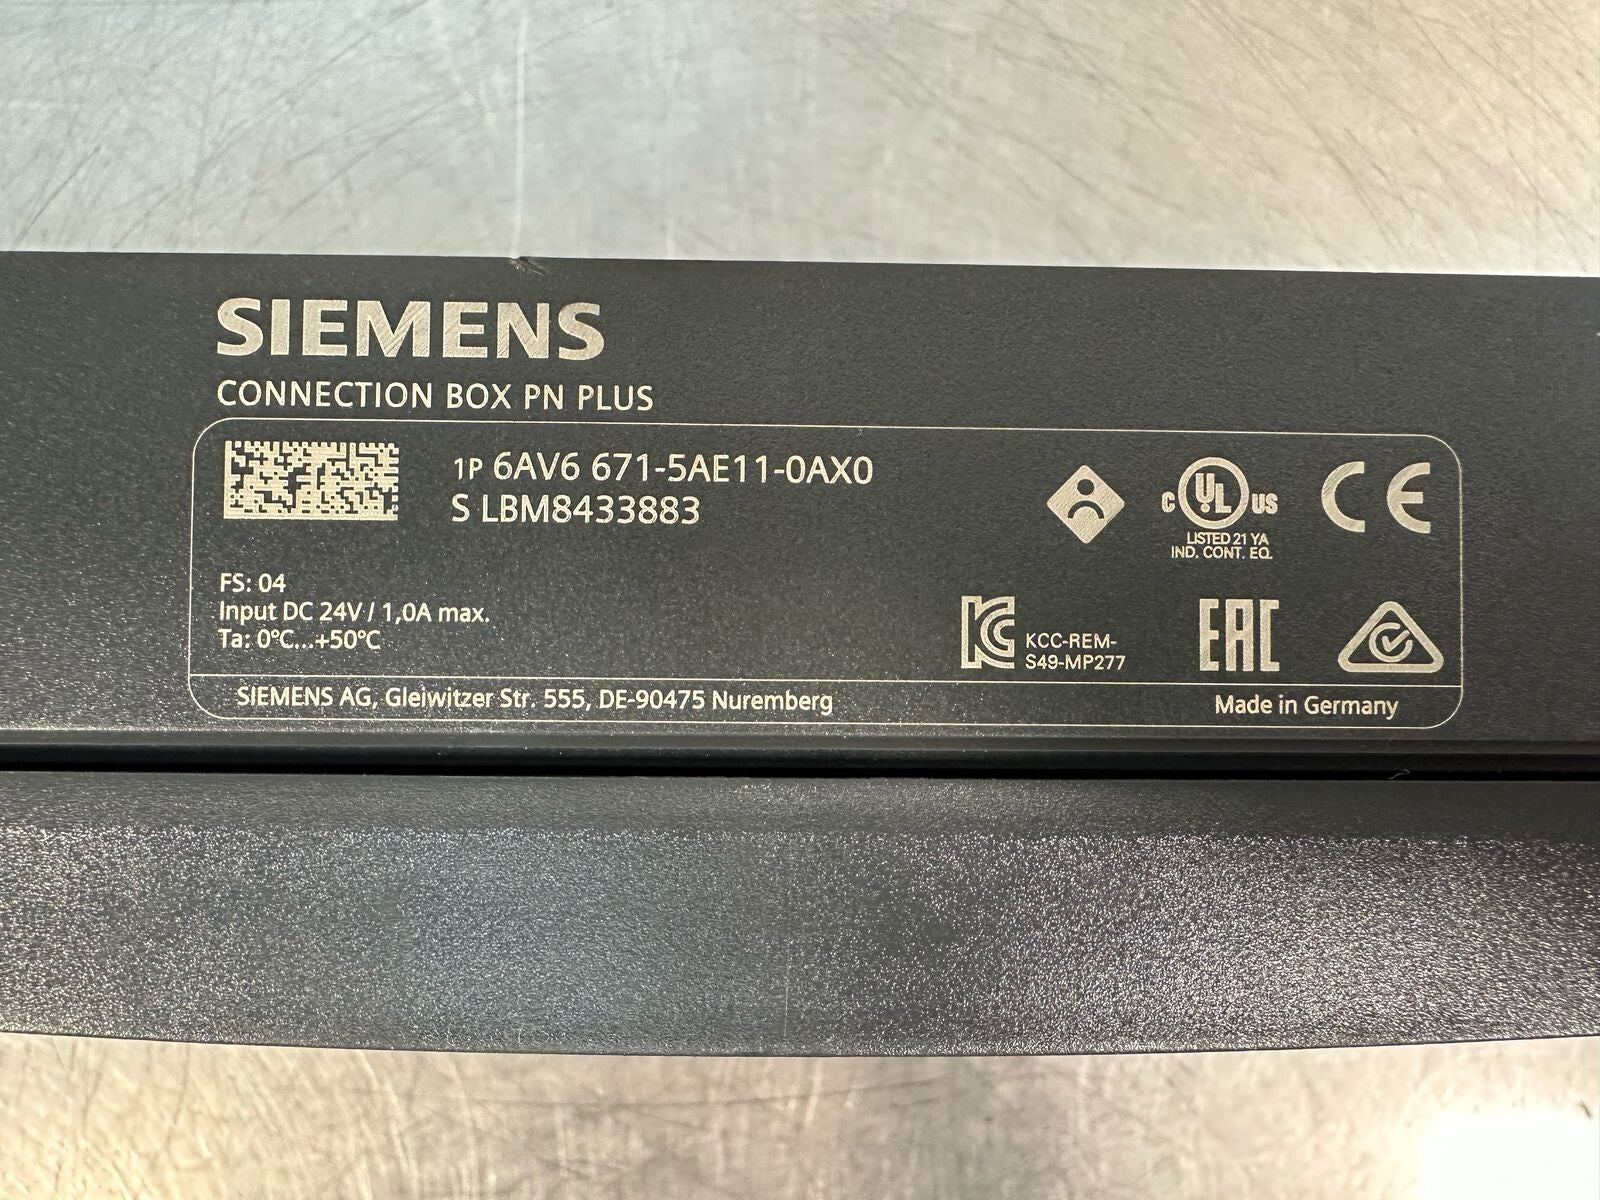 SIEMENS
CONNECTION BOX PN PLUS
1P 6AV6 671-5AE11-0AX0
S LBM8433883
C UL US
LISTED 21 YA
IND. CONT. EQ.
CE
FS: 04
Input DC 24V / 1,0A max.
Ta: 0°C...+50°C
KC
KCC-REM-
S49-MP277
EAC
SIEMENS AG, Gleiwitzer Str. 555, DE-90475 Nuremberg
Made in Germany